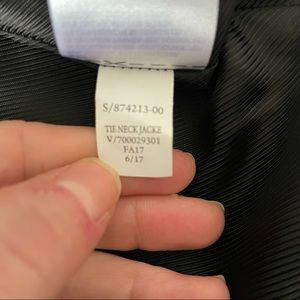 S/874213-00
TIE NECK JACKE
V/700029301
FA17
6/17